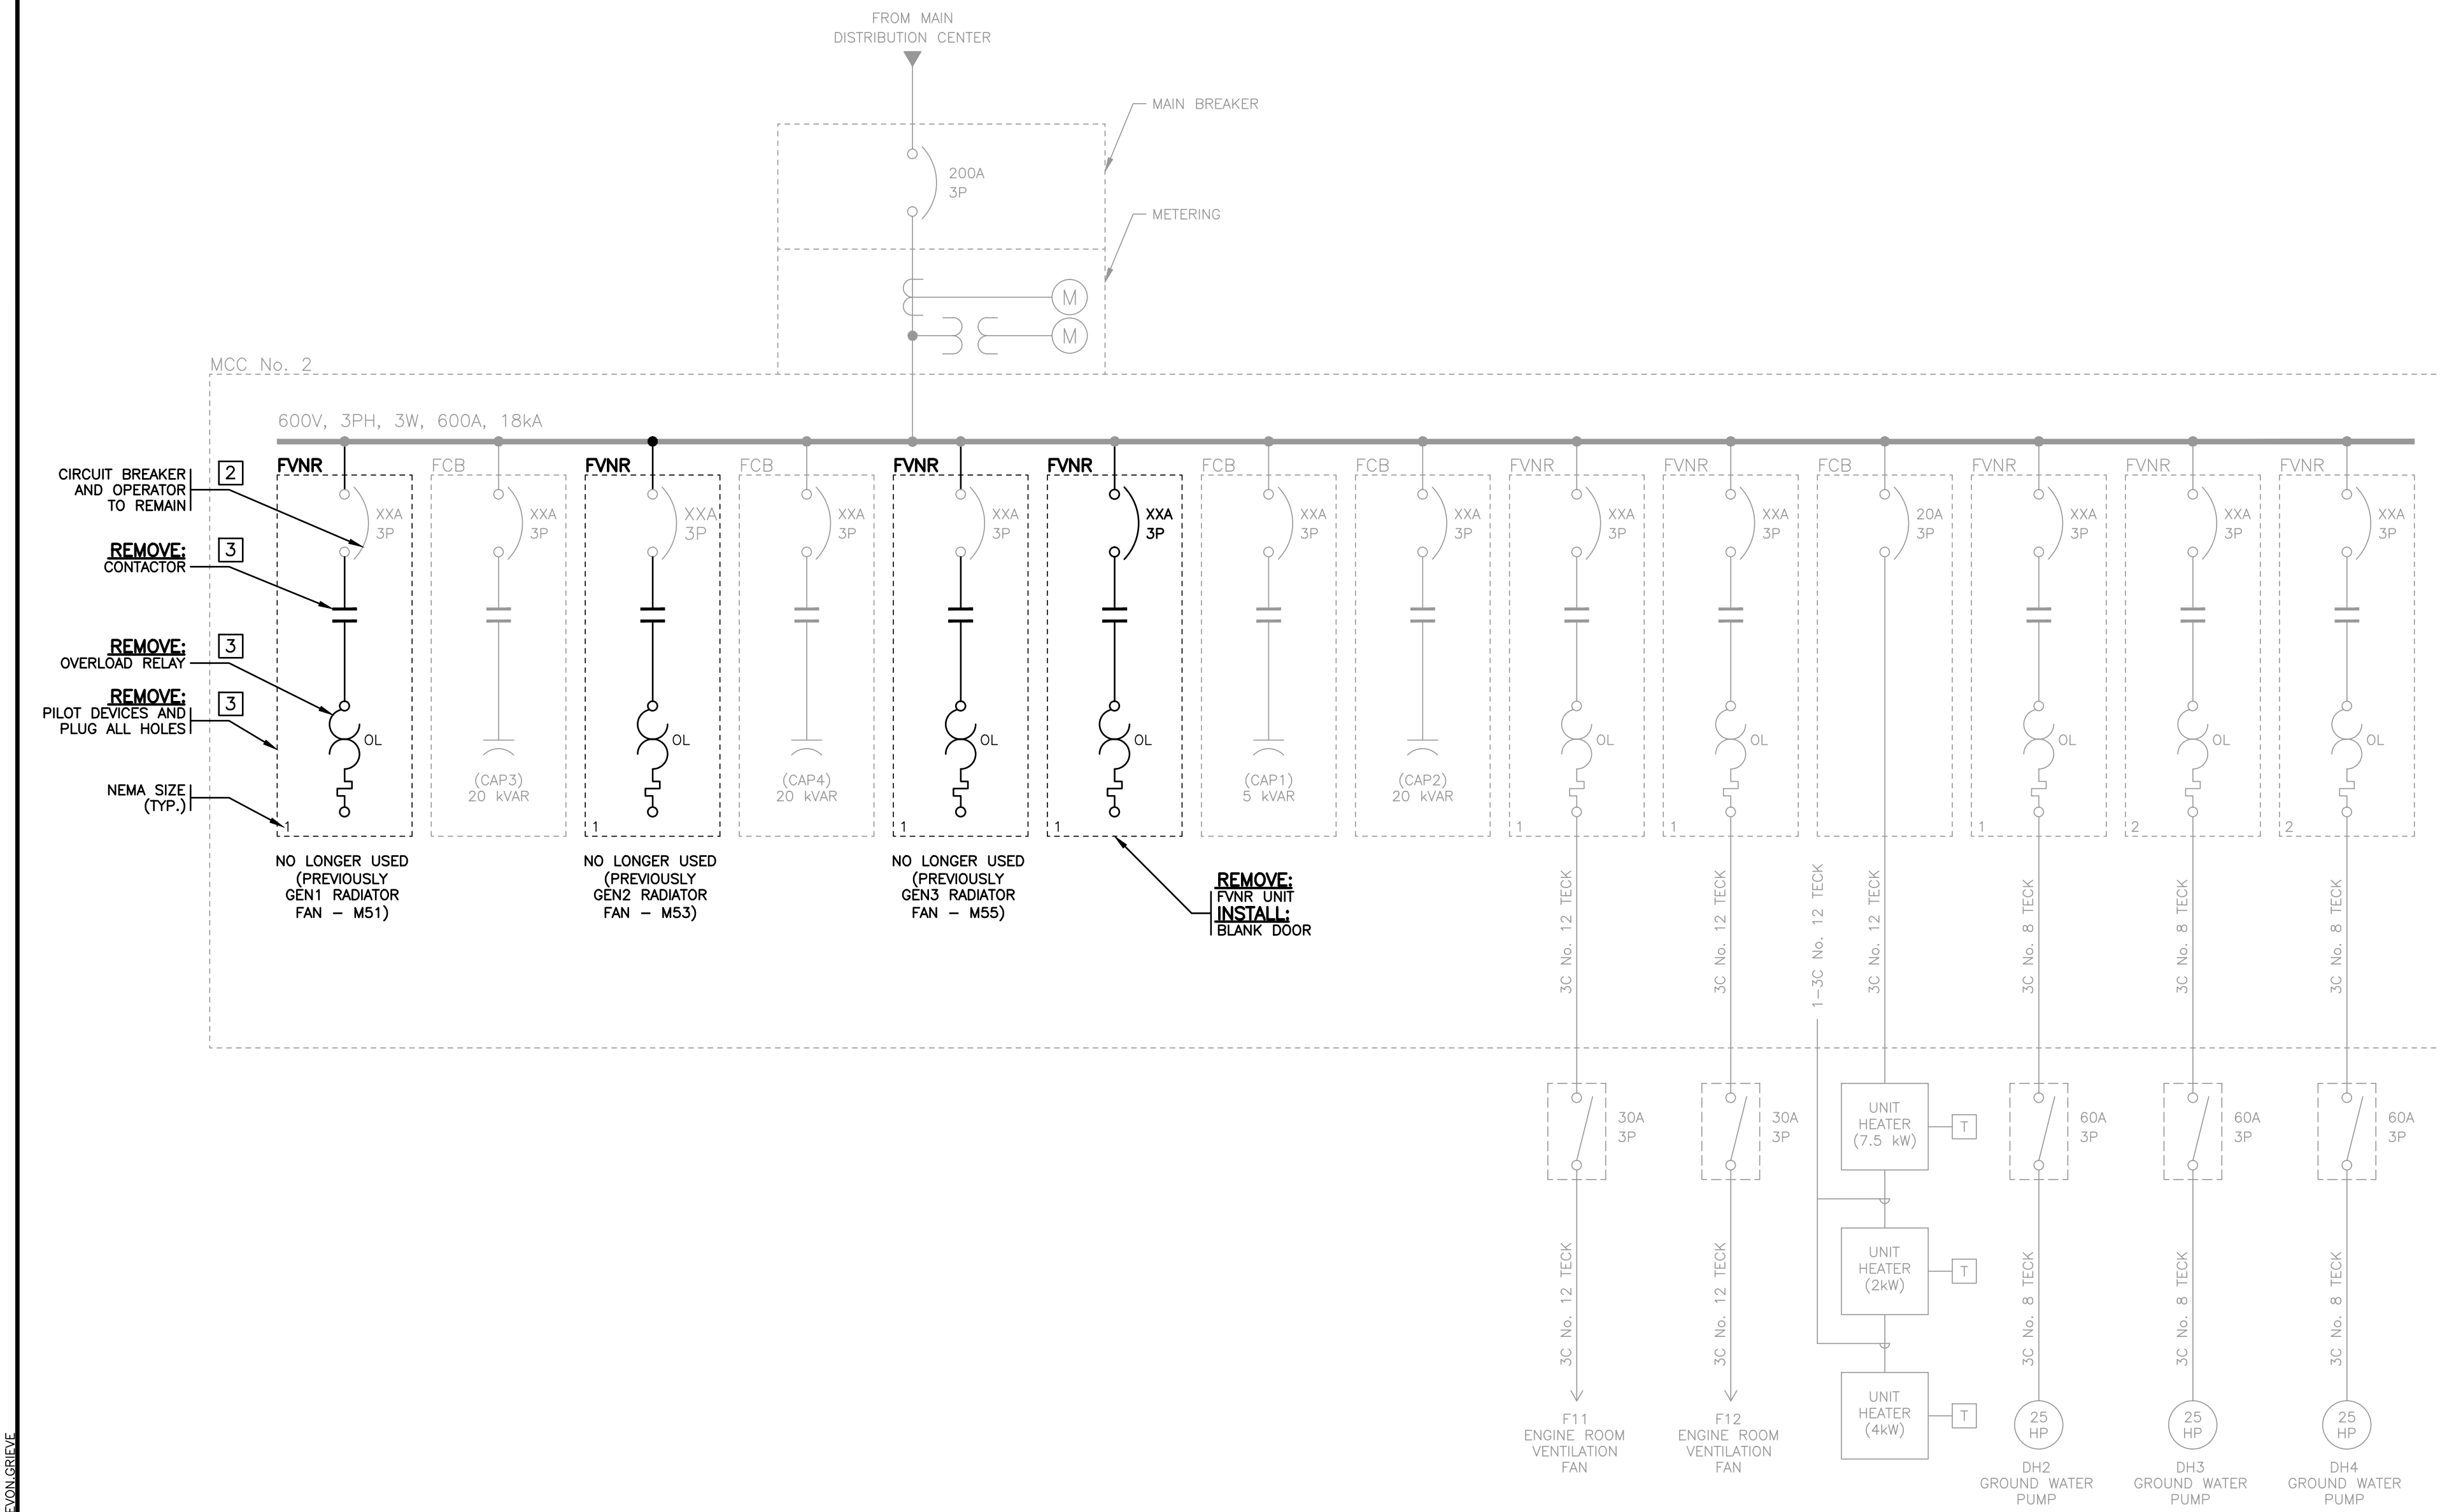 FROM MAIN
DISTRIBUTION CENTER
MAIN BREAKER
200A
3P
METERING
M
M
MCC No. 2
600V, 3PH, 3W, 600A, 18kA
CIRCUIT BREAKER
AND OPERATOR
TO REMAIN
2
REMOVE:
CONTACTOR
3
REMOVE:
OVERLOAD RELAY
3
REMOVE:
PILOT DEVICES AND
PLUG ALL HOLES
3
NEMA SIZE
(TYP.)
FVNR
XXA
3P
OL
1
NO LONGER USED
(PREVIOUSLY
GEN1 RADIATOR
FAN – M51)
FCB
XXA
3P
(CAP3)
20 kVAR
FVNR
XXA
3P
OL
1
NO LONGER USED
(PREVIOUSLY
GEN2 RADIATOR
FAN – M53)
FCB
XXA
3P
(CAP4)
20 kVAR
FVNR
XXA
3P
OL
1
NO LONGER USED
(PREVIOUSLY
GEN3 RADIATOR
FAN – M55)
FVNR
XXA
3P
OL
1
REMOVE:
FVNR UNIT
INSTALL:
BLANK DOOR
FCB
XXA
3P
(CAP1)
5 kVAR
FCB
XXA
3P
(CAP2)
20 kVAR
FVNR
XXA
3P
OL
1
3C No. 12 TECK
30A
3P
3C No. 12 TECK
F11
ENGINE ROOM
VENTILATION
FAN
FVNR
XXA
3P
OL
1
3C No. 12 TECK
30A
3P
3C No. 12 TECK
F12
ENGINE ROOM
VENTILATION
FAN
FCB
20A
3P
1–3C No. 12 TECK
3C No. 12 TECK
UNIT
HEATER
(7.5 kW)
T
UNIT
HEATER
(2kW)
T
UNIT
HEATER
(4kW)
T
FVNR
XXA
3P
OL
1
3C No. 8 TECK
60A
3P
3C No. 8 TECK
25
HP
DH2
GROUND WATER
PUMP
FVNR
XXA
3P
OL
2
3C No. 8 TECK
60A
3P
3C No. 8 TECK
25
HP
DH3
GROUND WATER
PUMP
FVNR
XXA
3P
OL
2
3C No. 8 TECK
60A
3P
3C No. 8 TECK
25
HP
DH4
GROUND WATER
PUMP
EVON.GRIEVE